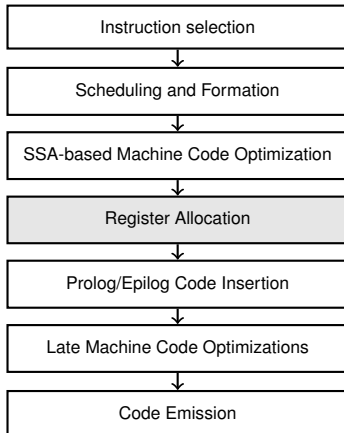 Instruction selection
Scheduling and Formation
SSA-based Machine Code Optimization
Register Allocation
Prolog/Epilog Code Insertion
Late Machine Code Optimizations
Code Emission